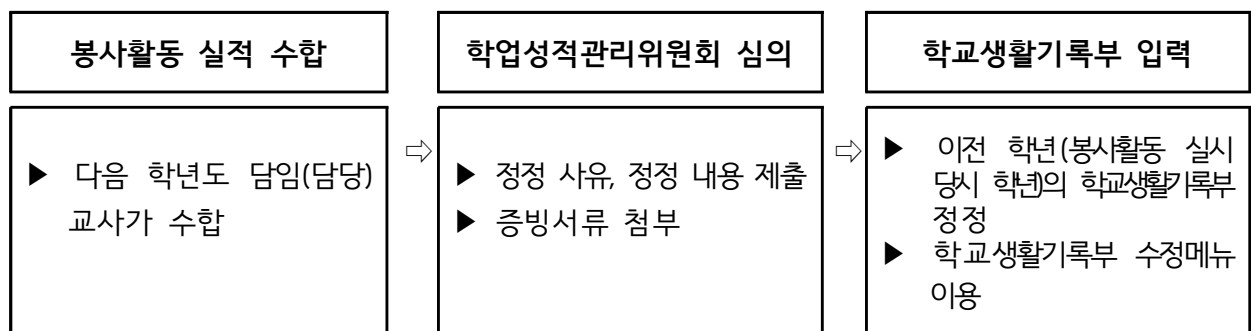 봉사활동 실적 수합
▶ 다음 학년도 담임(담당)
교사가 수합
⇨
학업성적관리위원회 심의
▶ 정정 사유, 정정 내용 제출
▶ 증빙서류 첨부
⇨
학교생활기록부 입력
▶ 이전 학년(봉사활동 실시
당시 학년)의 학교생활기록부
정정
▶ 학교생활기록부 수정메뉴
이용